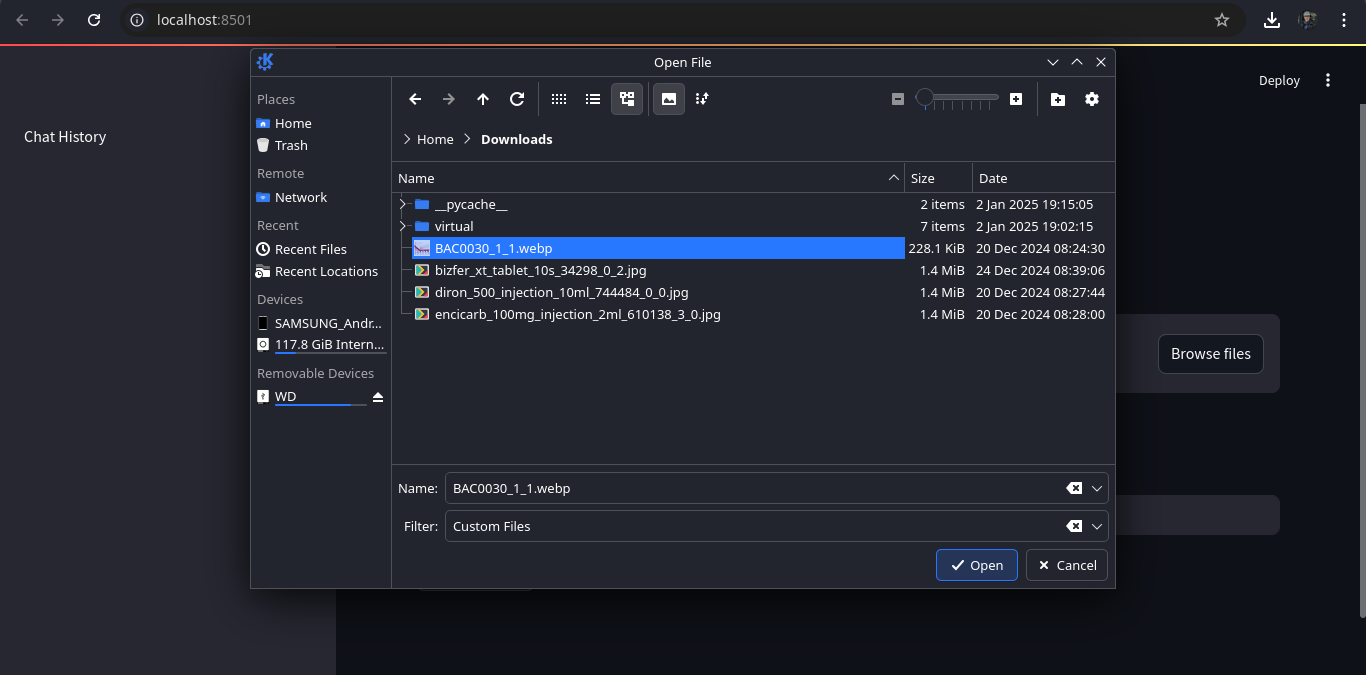 localhost:8501
Open File
Deploy
Chat History
Places
Home
Trash
Remote
Network
Recent
Recent Files
Recent Locations
Devices
SAMSUNG_Andr...
117.8 GiB Intern...
Removable Devices
WD
Home Downloads
Name Size Date
__pycache__ 2 items 2 Jan 2025 19:15:05
virtual 7 items 2 Jan 2025 19:02:15
BAC0030_1_1.webp 228.1 KiB 20 Dec 2024 08:24:30
bizfer_xt_tablet_10s_34298_0_2.jpg 1.4 MiB 24 Dec 2024 08:39:06
diron_500_injection_10ml_744484_0_0.jpg 1.4 MiB 20 Dec 2024 08:27:44
encicarb_100mg_injection_2ml_610138_3_0.jpg 1.4 MiB 20 Dec 2024 08:28:00
Browse files
Name: BAC0030_1_1.webp
Filter: Custom Files
Open Cancel